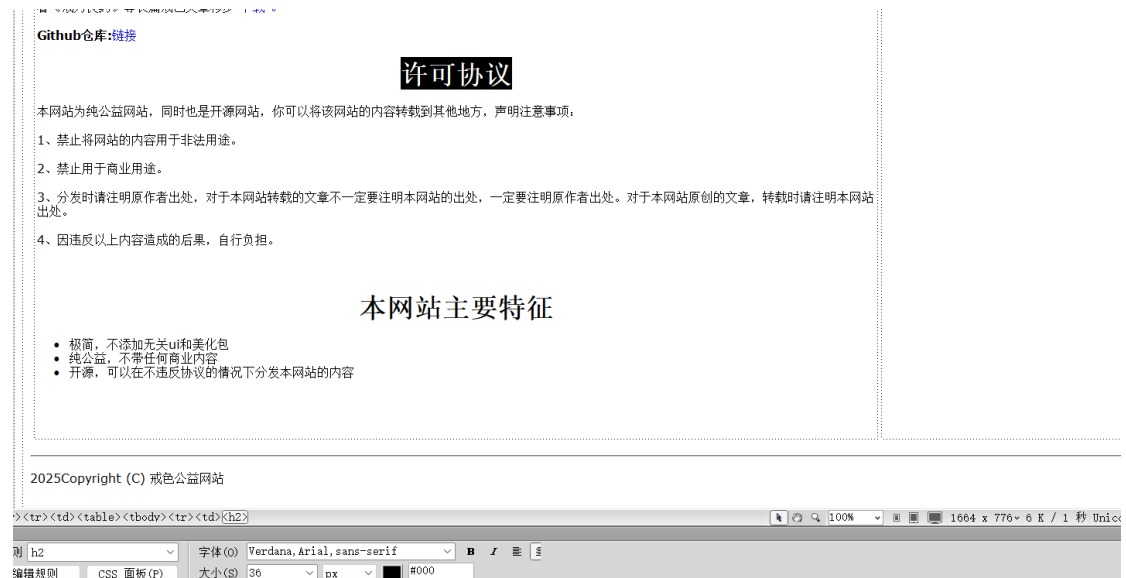 Github仓库:链接
许可协议
本网站为纯公益网站，同时也是开源网站，你可以将该网站的内容转载到其他地方，声明注意事项：
1、禁止将网站的内容用于非法用途。
2、禁止用于商业用途。
3、分发时请注明原作者出处，对于本网站转载的文章不一定要注明本网站的出处，一定要注明原作者出处。对于本网站原创的文章，转载时请注明本网站
出处。
4、因违反以上内容造成的后果，自行负担。
本网站主要特征
极简，不添加无关ui和美化包
纯公益，不带任何商业内容
开源，可以在不违反协议的情况下分发本网站的内容
2025Copyright (C) 戒色公益网站
><tr><td><table><tbody><tr><td><h2> 100% 1664 x 776 6 K / 1 秒 Unico
则 h2 字体(O) Verdana,Arial,sans-serif B I
编辑规则 CSS 面板(P) 大小(S) 36 px #000